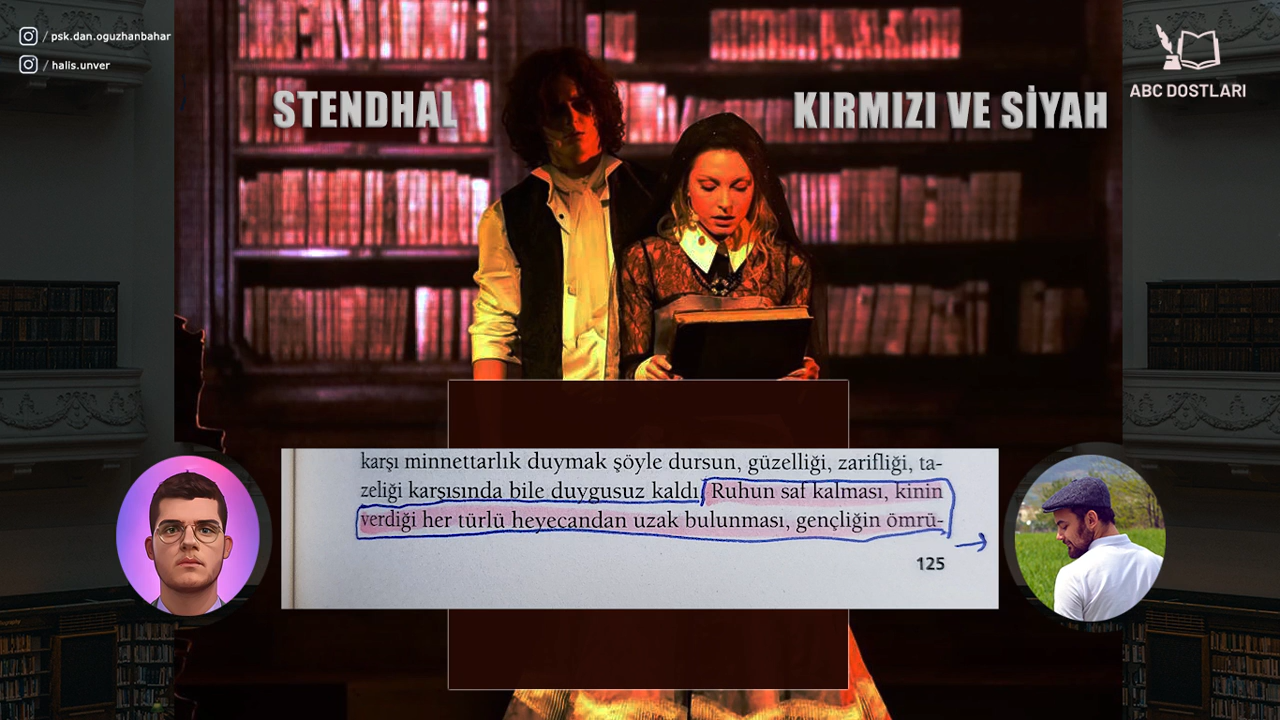 / psk.dan.oguzhanbahar
/ halis.unver
ABC DOSTLARI
STENDHAL
KIRMIZI VE SİYAH
karşı minnettarlık duymak şöyle dursun, güzelliği, zarifliği, ta-
zeliği karşısında bile duygusuz kaldı. Ruhun saf kalması, kinin
verdiği her türlü heyecandan uzak bulunması, gençliğin ömrü-
125